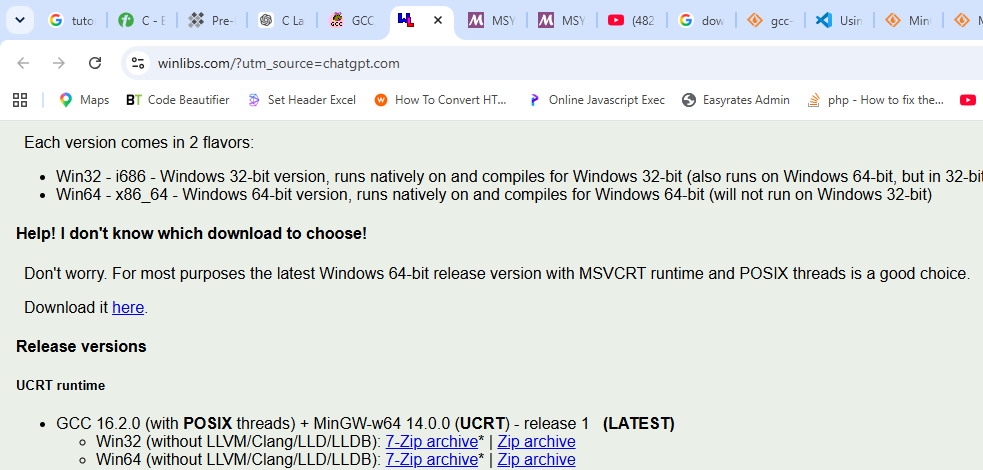 tuto
C - E
Pre-
C La
GCC
MSY
MSY
(482
dow
gcc-
Usin
Min
M
winlibs.com/?utm_source=chatgpt.com
Maps
BT Code Beautifier
Set Header Excel
How To Convert HT...
Online Javascript Exec
Easyrates Admin
php - How to fix the...
Each version comes in 2 flavors:
• Win32 - i686 - Windows 32-bit version, runs natively on and compiles for Windows 32-bit (also runs on Windows 64-bit, but in 32-bit
• Win64 - x86_64 - Windows 64-bit version, runs natively on and compiles for Windows 64-bit (will not run on Windows 32-bit)
Help! I don't know which download to choose!
Don't worry. For most purposes the latest Windows 64-bit release version with MSVCRT runtime and POSIX threads is a good choice.
Download it here.
Release versions
UCRT runtime
• GCC 16.2.0 (with POSIX threads) + MinGW-w64 14.0.0 (UCRT) - release 1 (LATEST)
◦ Win32 (without LLVM/Clang/LLD/LLDB): 7-Zip archive* | Zip archive
◦ Win64 (without LLVM/Clang/LLD/LLDB): 7-Zip archive* | Zip archive